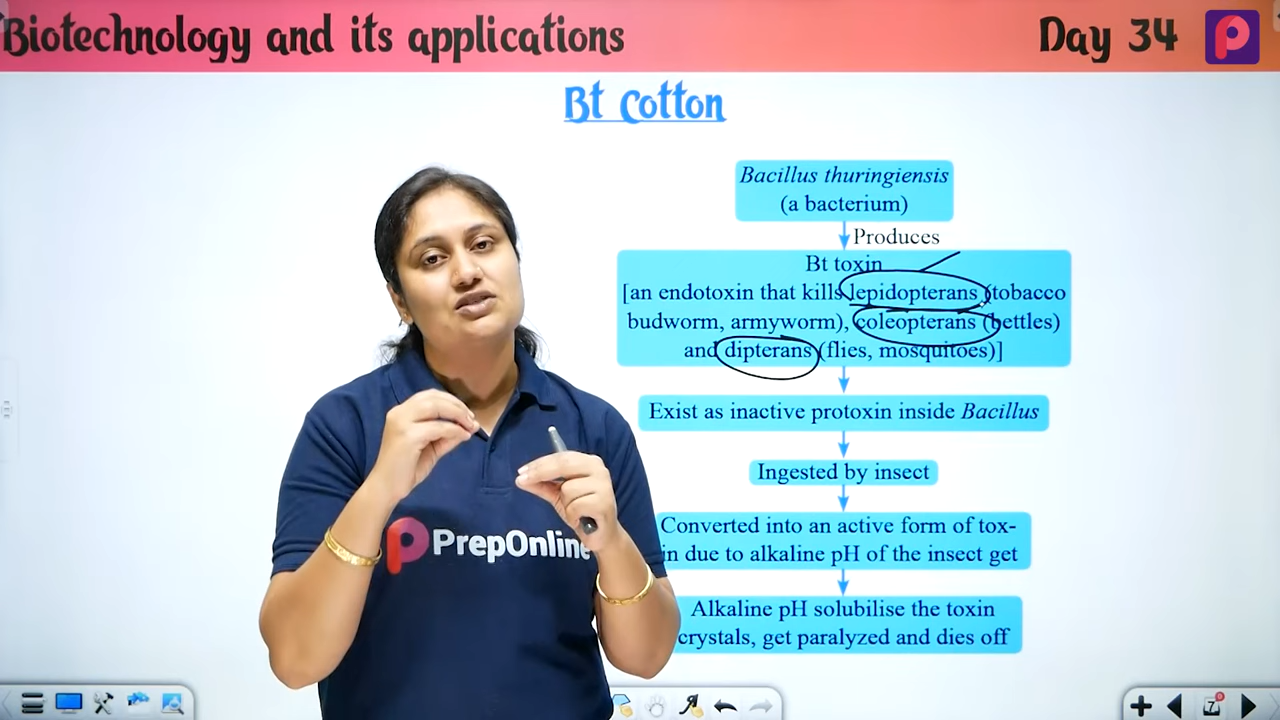 Biotechnology and its applications
Day 34
Bt Cotton
Bacillus thuringiensis
(a bacterium)
Produces
Bt toxin
[an endotoxin that kills lepidopterans (tobacco
budworm, armyworm), coleopterans (bettles)
and dipterans (flies, mosquitoes)]
Exist as inactive protoxin inside Bacillus
Ingested by insect
Converted into an active form of tox-
in due to alkaline pH of the insect get
Alkaline pH solubilise the toxin
crystals, get paralyzed and dies off
PrepOnline
7